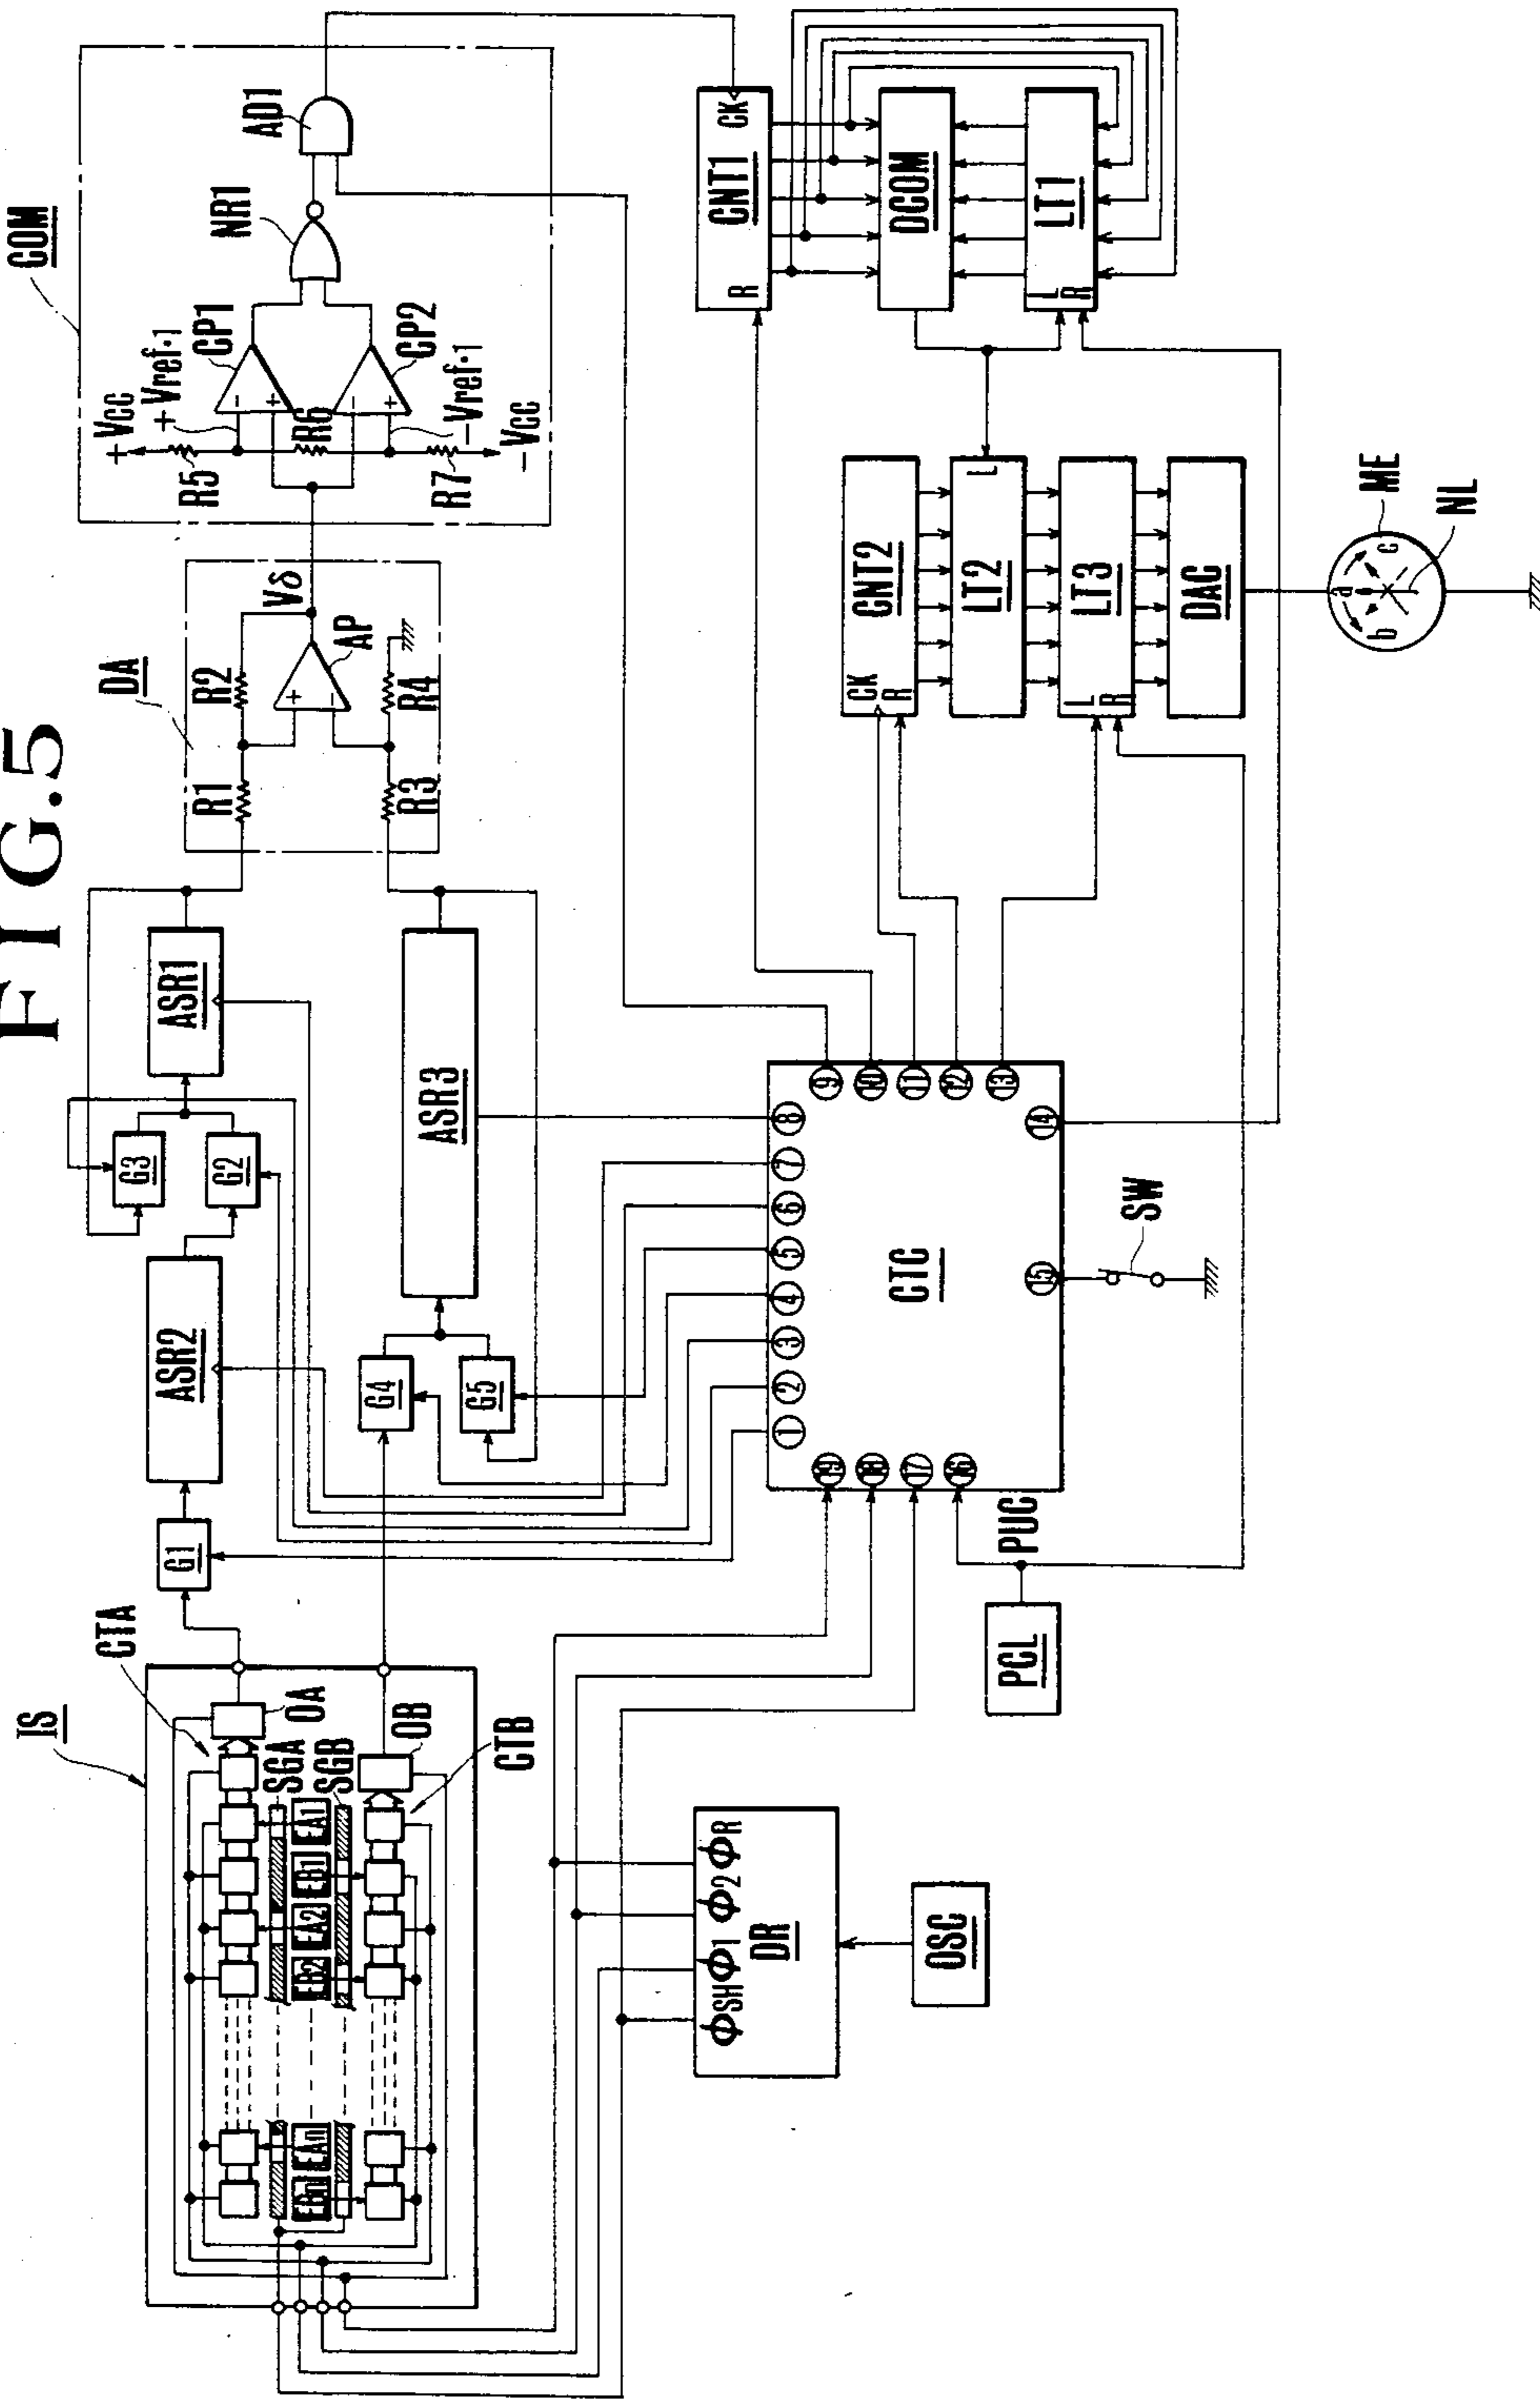 FIG.5
IS
CTA
OA
SGA
SGB
OB
CTB
EBn
EAn
EB2
EA2
EB1
EA1
G1
ASR2
G3
G2
ASR1
G4
G5
ASR3
DA
R1
R2
Vδ
+
-
AP
R3
R4
COM
+Vcc
+Vref·1
R5
R6
R7
-Vref·1
-Vcc
-
+
CP1
-
+
CP2
NR1
AD1
CNT1
R
CK
DCOM
LT1
L
R
CTC
1
2
3
4
5
6
7
8
9
10
11
12
13
14
15
16
17
18
19
SW
PCL
PUC
DR
ΦSH
Φ1
Φ2
ΦR
OSC
CNT2
CK
R
LT2
L
LT3
L
R
DAC
ME
NL
a
b
c